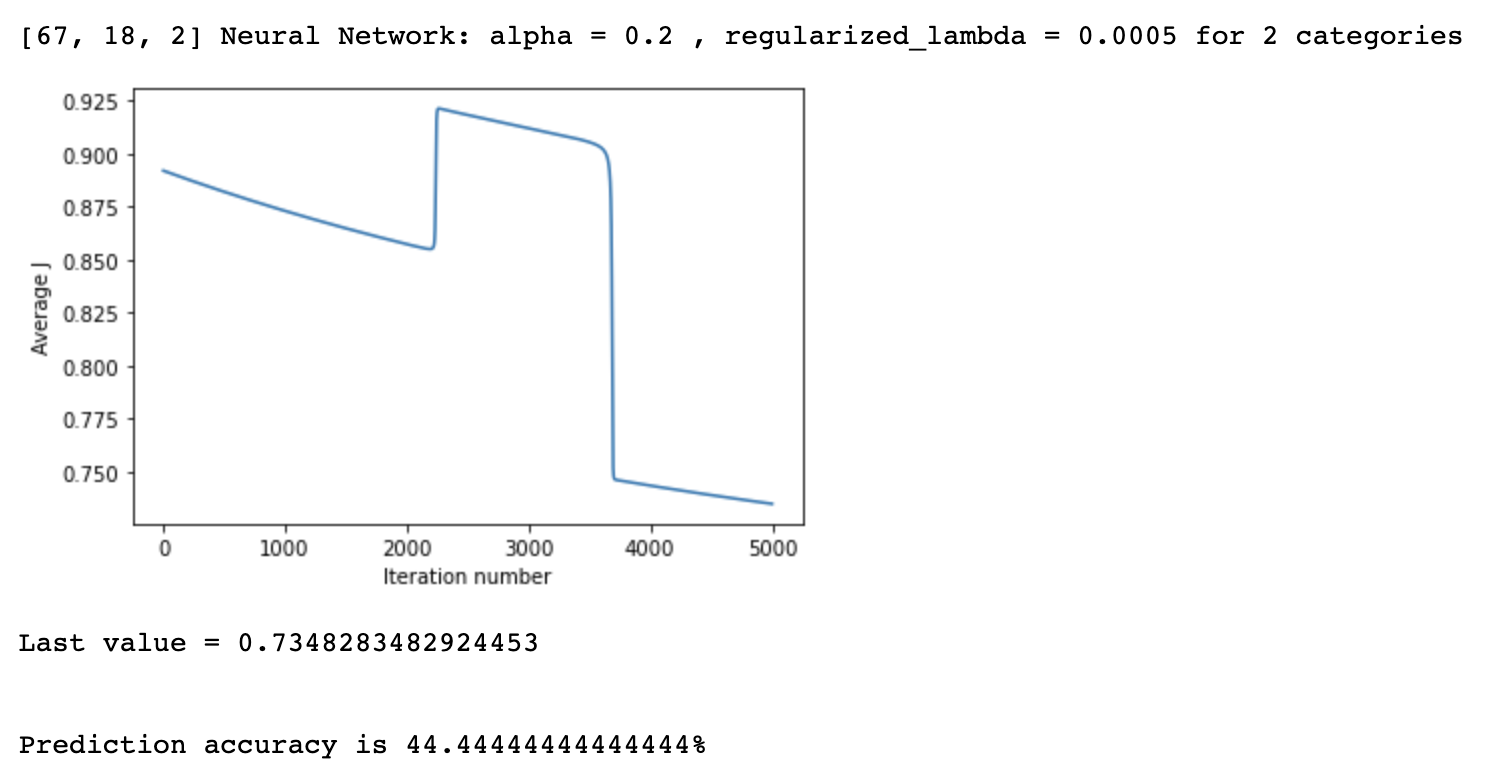 [67, 18, 2] Neural Network: alpha = 0.2 , regularized_lambda = 0.0005 for 2 categories
0.925
0.900
0.875
0.850
0.825
0.800
0.775
0.750
Average J
0 1000 2000 3000 4000 5000
Iteration number
Last value = 0.7348283482924453
Prediction accuracy is 44.44444444444444%